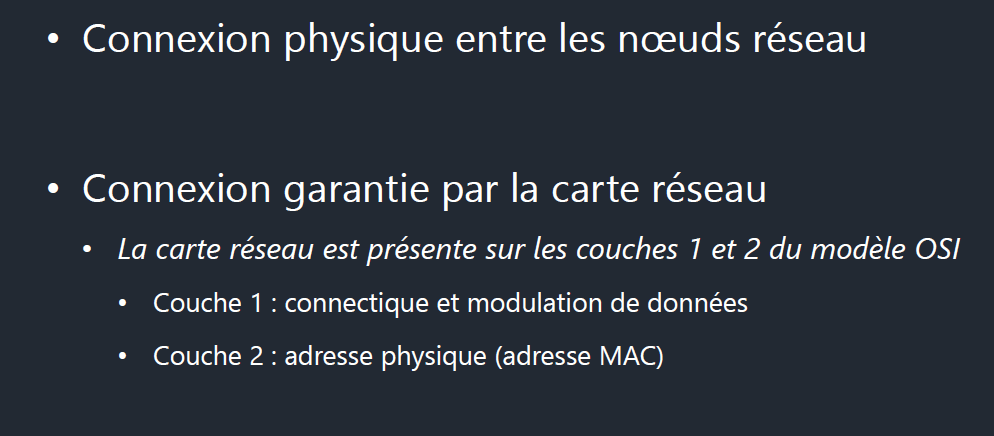 • Connexion physique entre les nœuds réseau
• Connexion garantie par la carte réseau
• La carte réseau est présente sur les couches 1 et 2 du modèle OSI
• Couche 1 : connectique et modulation de données
• Couche 2 : adresse physique (adresse MAC)